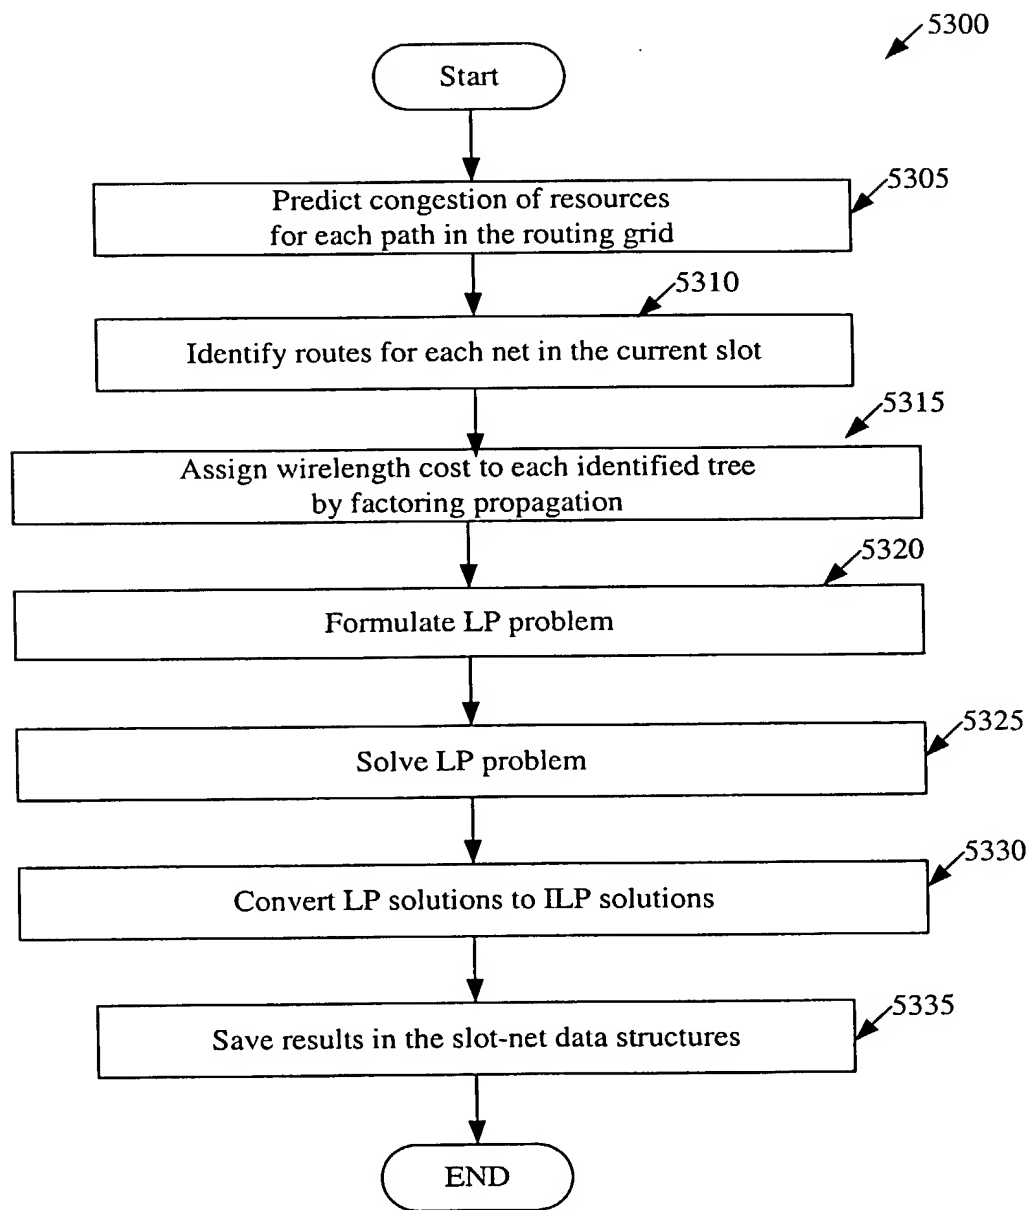 5300
Start
5305
Predict congestion of resources
for each path in the routing grid
5310
Identify routes for each net in the current slot
5315
Assign wirelength cost to each identified tree
by factoring propagation
5320
Formulate LP problem
5325
Solve LP problem
5330
Convert LP solutions to ILP solutions
5335
Save results in the slot-net data structures
END